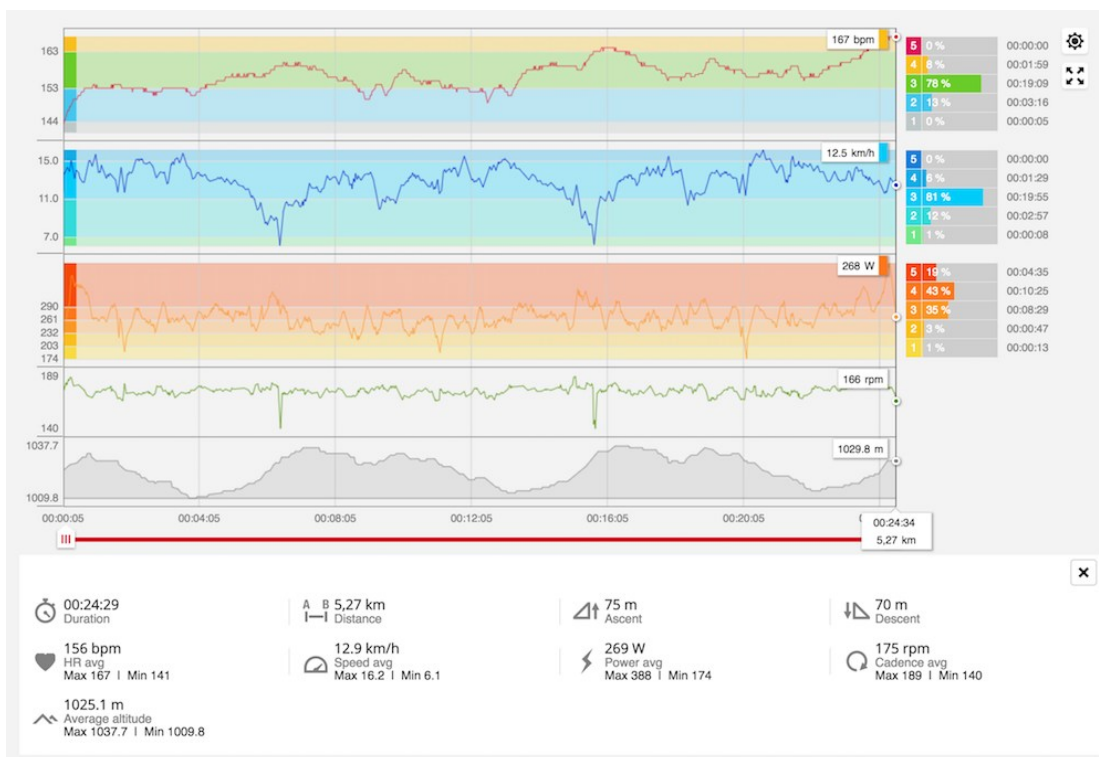 163
153
144
167 bpm
5 0 % 00:00:00
4 8 % 00:01:59
3 78 % 00:19:09
2 13 % 00:03:16
1 0 % 00:00:05
15.0
11.0
7.0
12.5 km/h
5 0 % 00:00:00
4 6 % 00:01:29
3 81 % 00:19:55
2 12 % 00:02:57
1 1 % 00:00:08
290
261
232
203
174
268 W
5 19 % 00:04:35
4 43 % 00:10:25
3 35 % 00:08:29
2 3 % 00:00:47
1 1 % 00:00:13
189
140
166 rpm
1037.7
1009.8
1029.8 m
00:00:05 00:04:05 00:08:05 00:12:05 00:16:05 00:20:05
00:24:34
5,27 km
00:24:29
Duration
A B 5,27 km
Distance
75 m
Ascent
70 m
Descent
156 bpm
HR avg
Max 167 | Min 141
12.9 km/h
Speed avg
Max 16.2 | Min 6.1
269 W
Power avg
Max 388 | Min 174
175 rpm
Cadence avg
Max 189 | Min 140
1025.1 m
Average altitude
Max 1037.7 | Min 1009.8